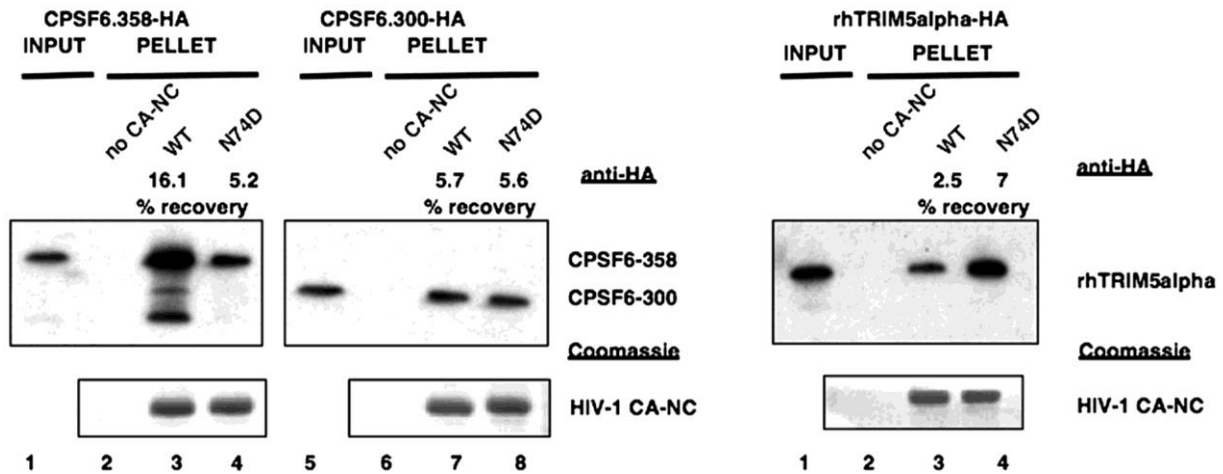 CPSF6.358-HA CPSF6.300-HA rhTRIM5alpha-HA
INPUT PELLET INPUT PELLET INPUT PELLET
no CA-NC WT N74D no CA-NC WT N74D no CA-NC WT N74D
16.1 5.2 5.7 5.6 anti-HA 2.5 7 anti-HA
% recovery % recovery % recovery
CPSF6-358
CPSF6-300 rhTRIM5alpha
Coomassie Coomassie
HIV-1 CA-NC HIV-1 CA-NC
1 2 3 4 5 6 7 8 1 2 3 4